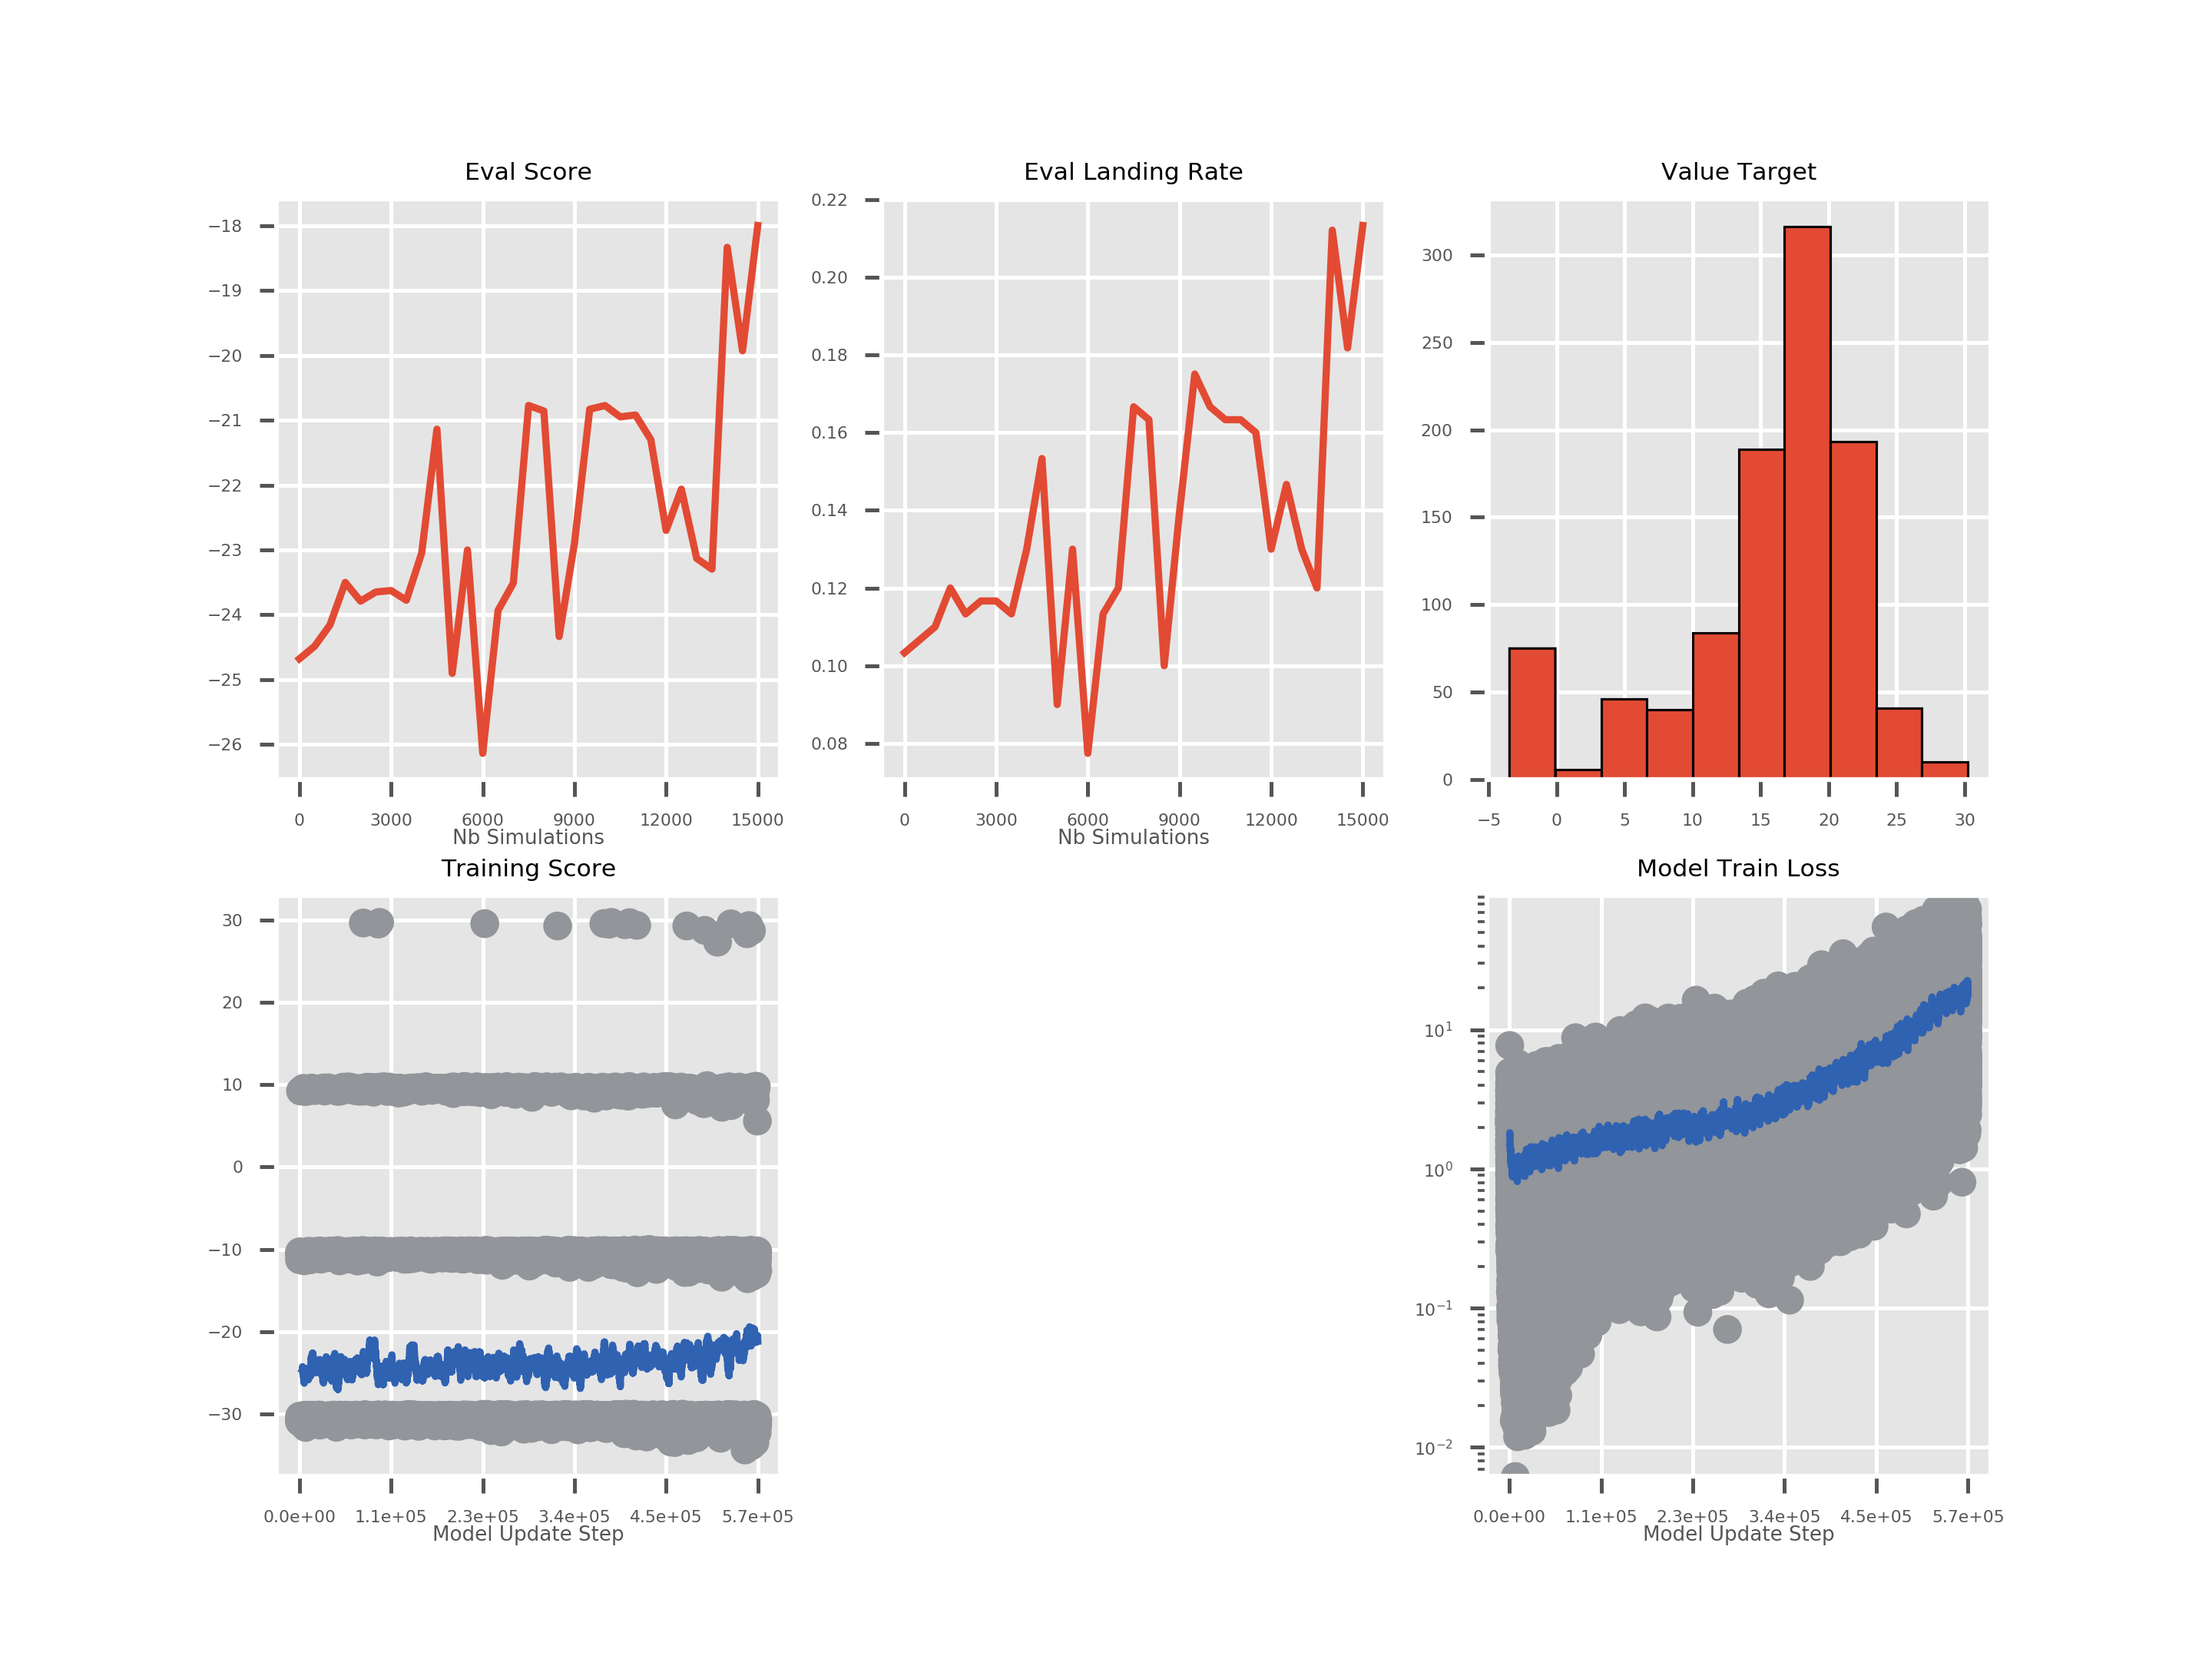 Eval Score
−18
−19
−20
−21
−22
−23
−24
−25
−26
0 3000 6000 9000 12000 15000
Nb Simulations
Eval Landing Rate
0.22
0.20
0.18
0.16
0.14
0.12
0.10
0.08
0 3000 6000 9000 12000 15000
Nb Simulations
Value Target
300
250
200
150
100
50
0
−5 0 5 10 15 20 25 30
Training Score
30
20
10
0
−10
−20
−30
0.0e+00 1.1e+05 2.3e+05 3.4e+05 4.5e+05 5.7e+05
Model Update Step
Model Train Loss
10¹
10⁰
10⁻¹
10⁻²
0.0e+00 1.1e+05 2.3e+05 3.4e+05 4.5e+05 5.7e+05
Model Update Step